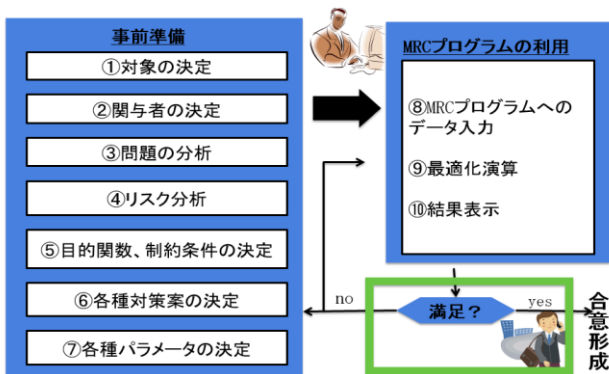 事前準備
①対象の決定
②関与者の決定
③問題の分析
④リスク分析
⑤目的関数、制約条件の決定
⑥各種対策案の決定
⑦各種パラメータの決定
MRCプログラムの利用
⑧MRCプログラムへの
データ入力
⑨最適化演算
⑩結果表示
no
満足？
yes
合意形成